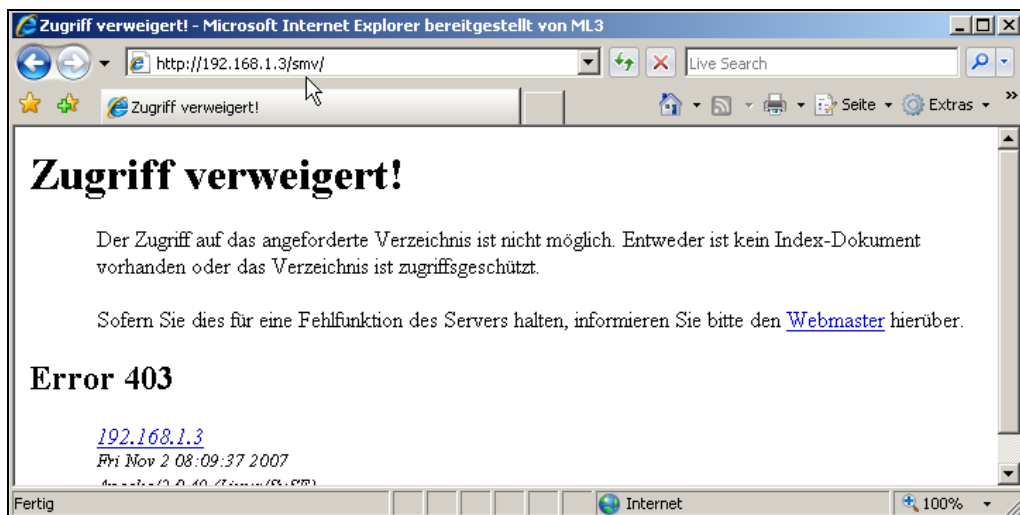 Zugriff verweigert! - Microsoft Internet Explorer bereitgestellt von ML3
http://192.168.1.3/smv/
Live Search
Zugriff verweigert!
Seite
Extras
»
Zugriff verweigert!
Der Zugriff auf das angeforderte Verzeichnis ist nicht möglich. Entweder ist kein Index-Dokument
vorhanden oder das Verzeichnis ist zugriffsgeschützt.
Sofern Sie dies für eine Fehlfunktion des Servers halten, informieren Sie bitte den Webmaster hierüber.
Error 403
192.168.1.3
Fri Nov 2 08:09:37 2007
Fertig
Internet
100%